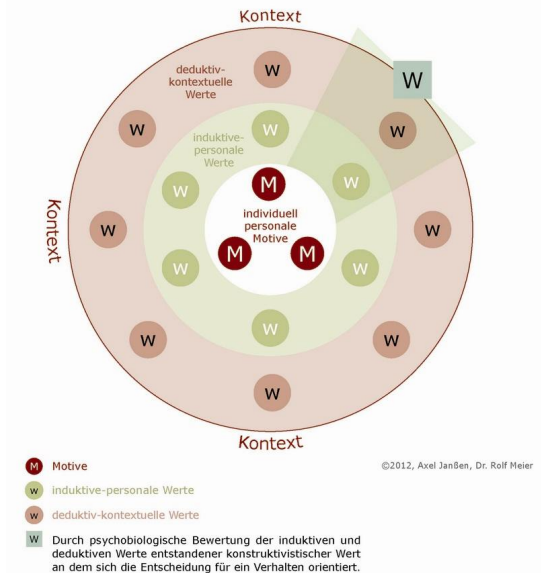 Kontext
deduktiv-
kontextuelle
Werte
w
W
w
w
induktive-
personale
Werte
w
w
w
M
individuell
personale
Motive
Kontext
w
w
M
M
w
w
w
w
w
w
w
Kontext
©2012, Axel Janßen, Dr. Rolf Meier
M Motive
w induktive-personale Werte
w deduktiv-kontextuelle Werte
W Durch psychobiologische Bewertung der induktiven und
deduktiven Werte entstandener konstruktivistischer Wert
an dem sich die Entscheidung für ein Verhalten orientiert.